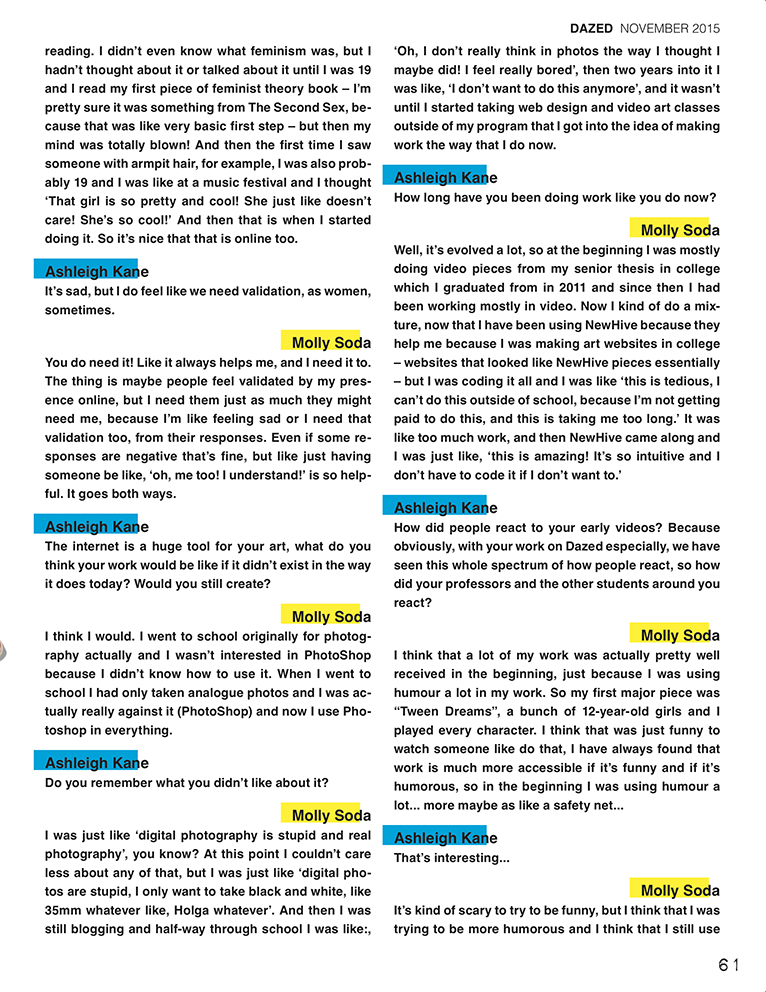 DAZED NOVEMBER 2015
reading. I didn’t even know what feminism was, but I
hadn’t thought about it or talked about it until I was 19
and I read my first piece of feminist theory book – I’m
pretty sure it was something from The Second Sex, be-
cause that was like very basic first step – but then my
mind was totally blown! And then the first time I saw
someone with armpit hair, for example, I was also prob-
ably 19 and I was like at a music festival and I thought
‘That girl is so pretty and cool! She just like doesn’t
care! She’s so cool!’ And then that is when I started
doing it. So it’s nice that that is online too.
Ashleigh Kane
It’s sad, but I do feel like we need validation, as women,
sometimes.
Molly Soda
You do need it! Like it always helps me, and I need it to.
The thing is maybe people feel validated by my pres-
ence online, but I need them just as much they might
need me, because I’m like feeling sad or I need that
validation too, from their responses. Even if some re-
sponses are negative that’s fine, but like just having
someone be like, ‘oh, me too! I understand!’ is so help-
ful. It goes both ways.
Ashleigh Kane
The internet is a huge tool for your art, what do you
think your work would be like if it didn’t exist in the way
it does today? Would you still create?
Molly Soda
I think I would. I went to school originally for photog-
raphy actually and I wasn’t interested in PhotoShop
because I didn’t know how to use it. When I went to
school I had only taken analogue photos and I was ac-
tually really against it (PhotoShop) and now I use Pho-
toshop in everything.
Ashleigh Kane
Do you remember what you didn’t like about it?
Molly Soda
I was just like ‘digital photography is stupid and real
photography’, you know? At this point I couldn’t care
less about any of that, but I was just like ‘digital pho-
tos are stupid, I only want to take black and white, like
35mm whatever like, Holga whatever’. And then I was
still blogging and half-way through school I was like:,
‘Oh, I don’t really think in photos the way I thought I
maybe did! I feel really bored’, then two years into it I
was like, ‘I don’t want to do this anymore’, and it wasn’t
until I started taking web design and video art classes
outside of my program that I got into the idea of making
work the way that I do now.
Ashleigh Kane
How long have you been doing work like you do now?
Molly Soda
Well, it’s evolved a lot, so at the beginning I was mostly
doing video pieces from my senior thesis in college
which I graduated from in 2011 and since then I had
been working mostly in video. Now I kind of do a mix-
ture, now that I have been using NewHive because they
help me because I was making art websites in college
– websites that looked like NewHive pieces essentially
– but I was coding it all and I was like ‘this is tedious, I
can’t do this outside of school, because I’m not getting
paid to do this, and this is taking me too long.’ It was
like too much work, and then NewHive came along and
I was just like, ‘this is amazing! It’s so intuitive and I
don’t have to code it if I don’t want to.’
Ashleigh Kane
How did people react to your early videos? Because
obviously, with your work on Dazed especially, we have
seen this whole spectrum of how people react, so how
did your professors and the other students around you
react?
Molly Soda
I think that a lot of my work was actually pretty well
received in the beginning, just because I was using
humour a lot in my work. So my first major piece was
“Tween Dreams”, a bunch of 12-year-old girls and I
played every character. I think that was just funny to
watch someone like do that, I have always found that
work is much more accessible if it’s funny and if it’s
humorous, so in the beginning I was using humour a
lot... more maybe as like a safety net...
Ashleigh Kane
That’s interesting...
Molly Soda
It’s kind of scary to try to be funny, but I think that I was
trying to be more humorous and I think that I still use
61